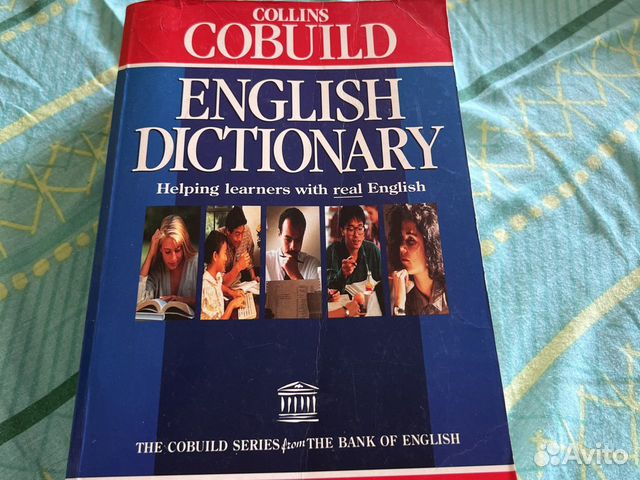 COLLINS
COBUILD
ENGLISH
DICTIONARY
Helping learners with real English
THE COBUILD SERIES from THE BANK OF ENGLISH
Avito